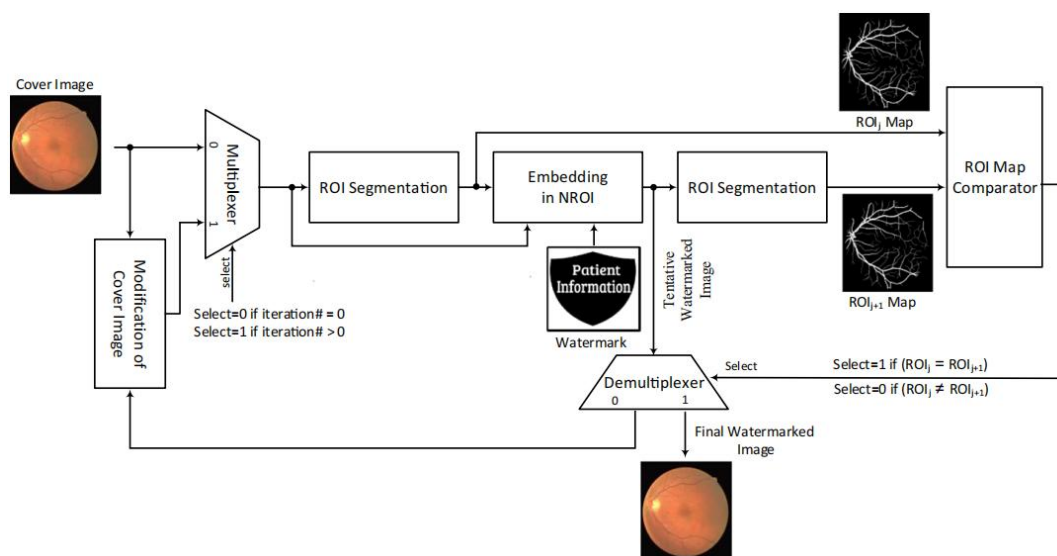 Cover Image
0
Multiplexer
1
select
Select=0 if iteration# = 0
Select=1 if iteration# > 0
Modification of
Cover Image
ROI Segmentation
Embedding
in NROI
Patient
Information
Watermark
Tentative
Watermarked
Image
ROI Segmentation
ROIⱼ Map
ROIⱼ₊₁ Map
ROI Map
Comparator
Select
Select=1 if (ROIⱼ = ROIⱼ₊₁)
Select=0 if (ROIⱼ ≠ ROIⱼ₊₁)
Demultiplexer
0 1
Final Watermarked
Image